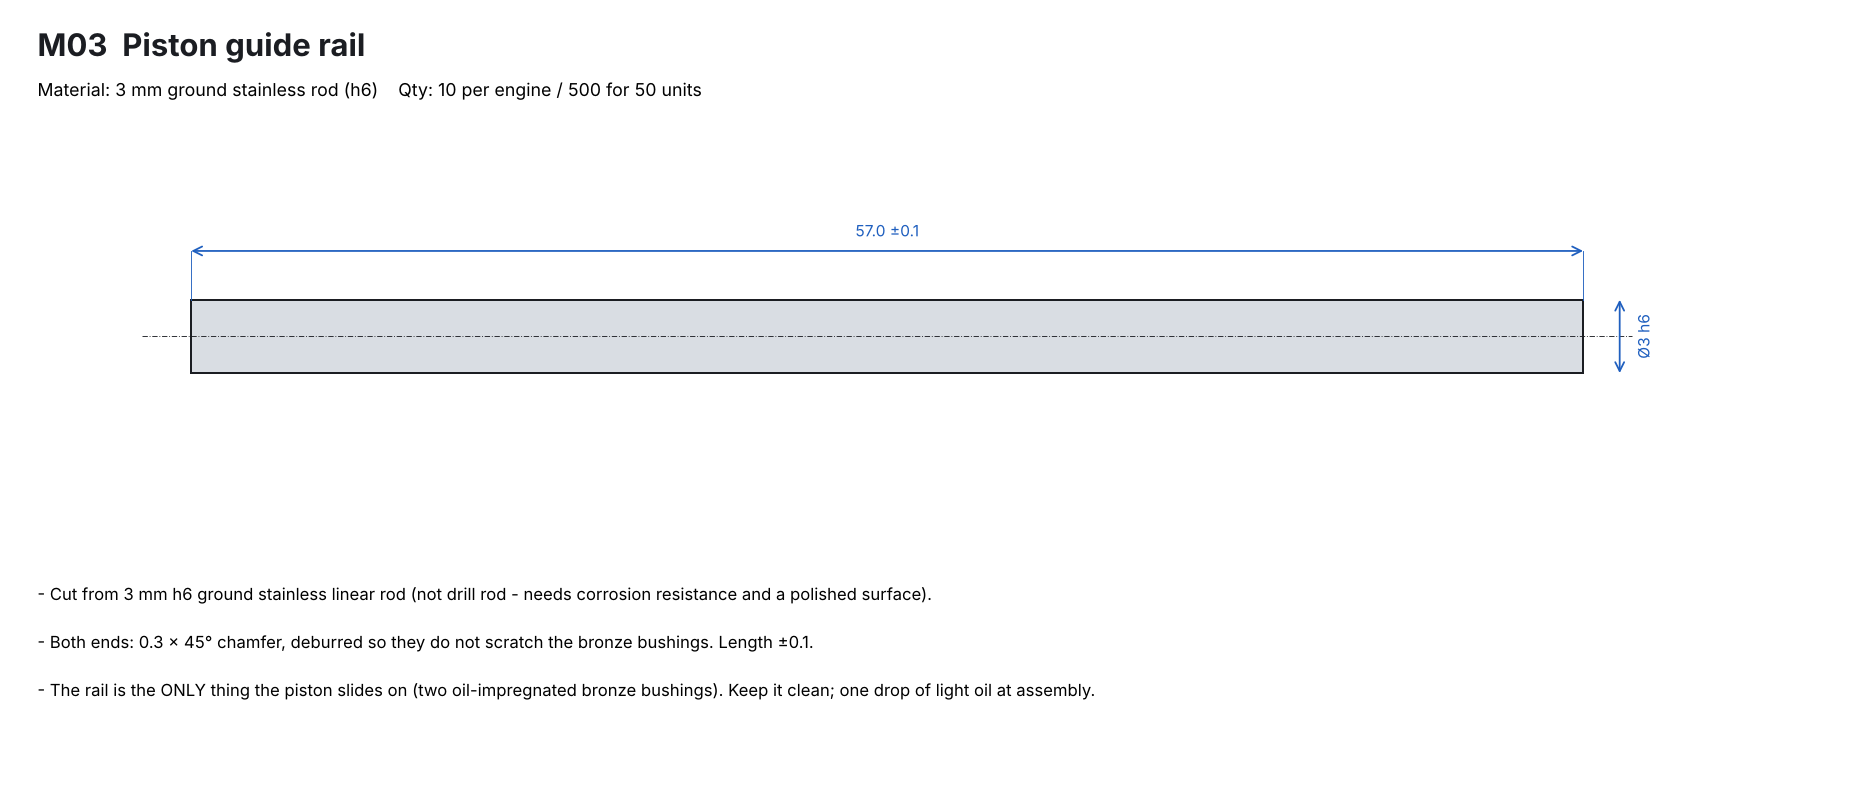 M03 Piston guide rail
Material: 3 mm ground stainless rod (h6) Qty: 10 per engine / 500 for 50 units
57.0 ±0.1
Ø3 h6
- Cut from 3 mm h6 ground stainless linear rod (not drill rod - needs corrosion resistance and a polished surface).
- Both ends: 0.3 × 45° chamfer, deburred so they do not scratch the bronze bushings. Length ±0.1.
- The rail is the ONLY thing the piston slides on (two oil-impregnated bronze bushings). Keep it clean; one drop of light oil at assembly.